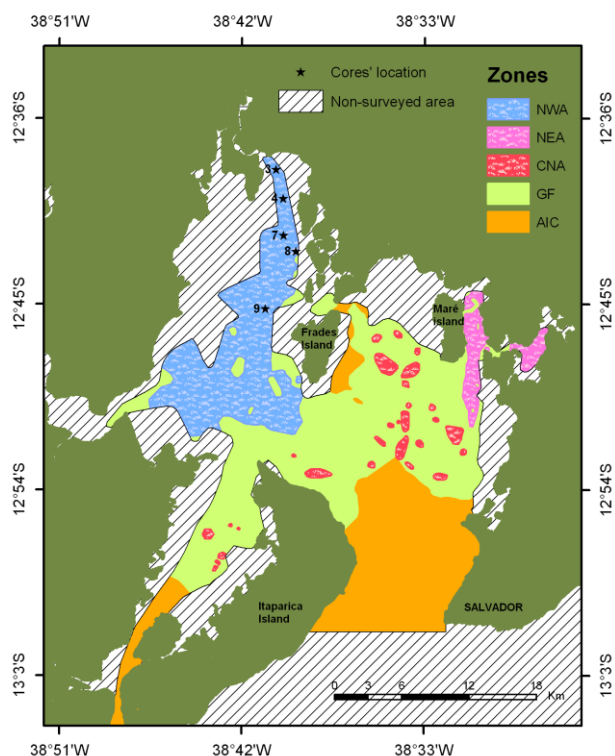 38°51'W 38°42'W 38°33'W
Cores' location
Non-surveyed area
Zones
NWA
NEA
CNA
GF
AIC
12°36'S 12°36'S
3
4
7
8
9
12°45'S 12°45'S
Frades
Island
Maré
island
12°54'S 12°54'S
Itaparica
Island
SALVADOR
13°3'S 13°3'S
0 3 6 12 18
Km
38°51'W 38°42'W 38°33'W